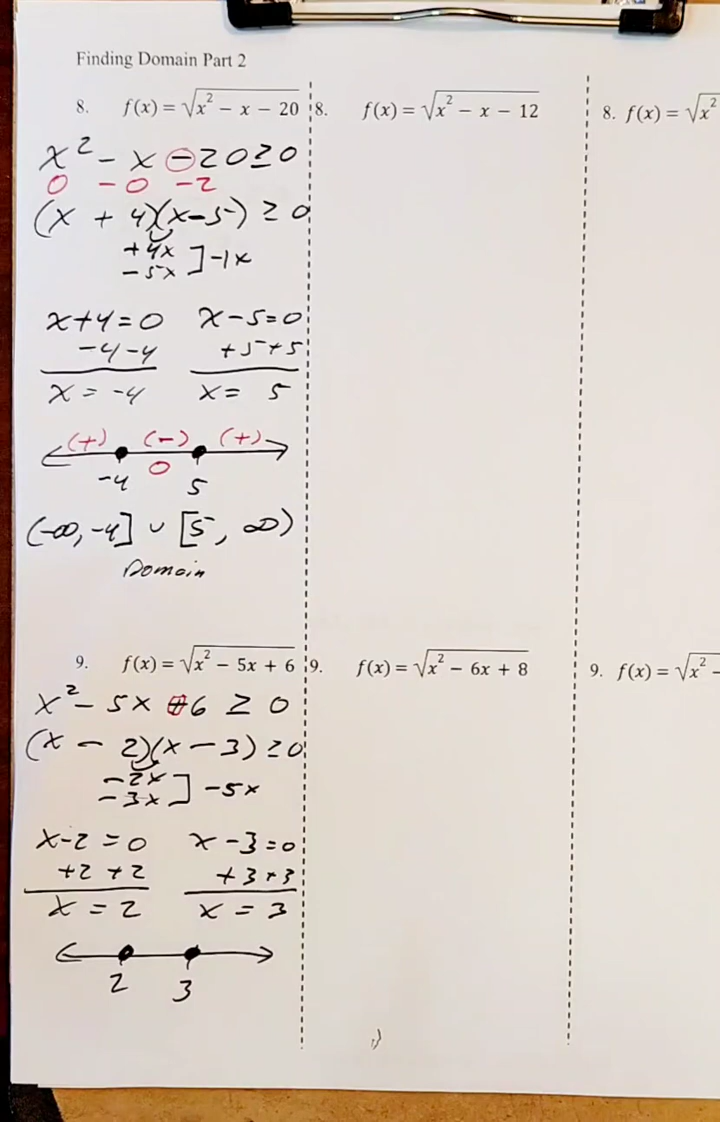 Finding Domain Part 2
8. f(x) = √x² − x − 20
x² − x − 20 ≥ 0
0 − 0 − 2
(x + 4)(x − 5) ≥ 0
+4x
−5x ] −1x
x + 4 = 0 x − 5 = 0
−4 −4 +5 +5
x = −4 x = 5
(+) (−) (+)
0
−4 5
(−∞, −4] ∪ [5, ∞)
Domain
9. f(x) = √x² − 5x + 6
x² − 5x + 6 ≥ 0
(x − 2)(x − 3) ≥ 0
−2x
−3x ] −5x
x − 2 = 0 x − 3 = 0
+2 +2 +3 +3
x = 2 x = 3
2 3
8. f(x) = √x² − x − 12
9. f(x) = √x² − 6x + 8
8. f(x) = √x²
9. f(x) = √x² −